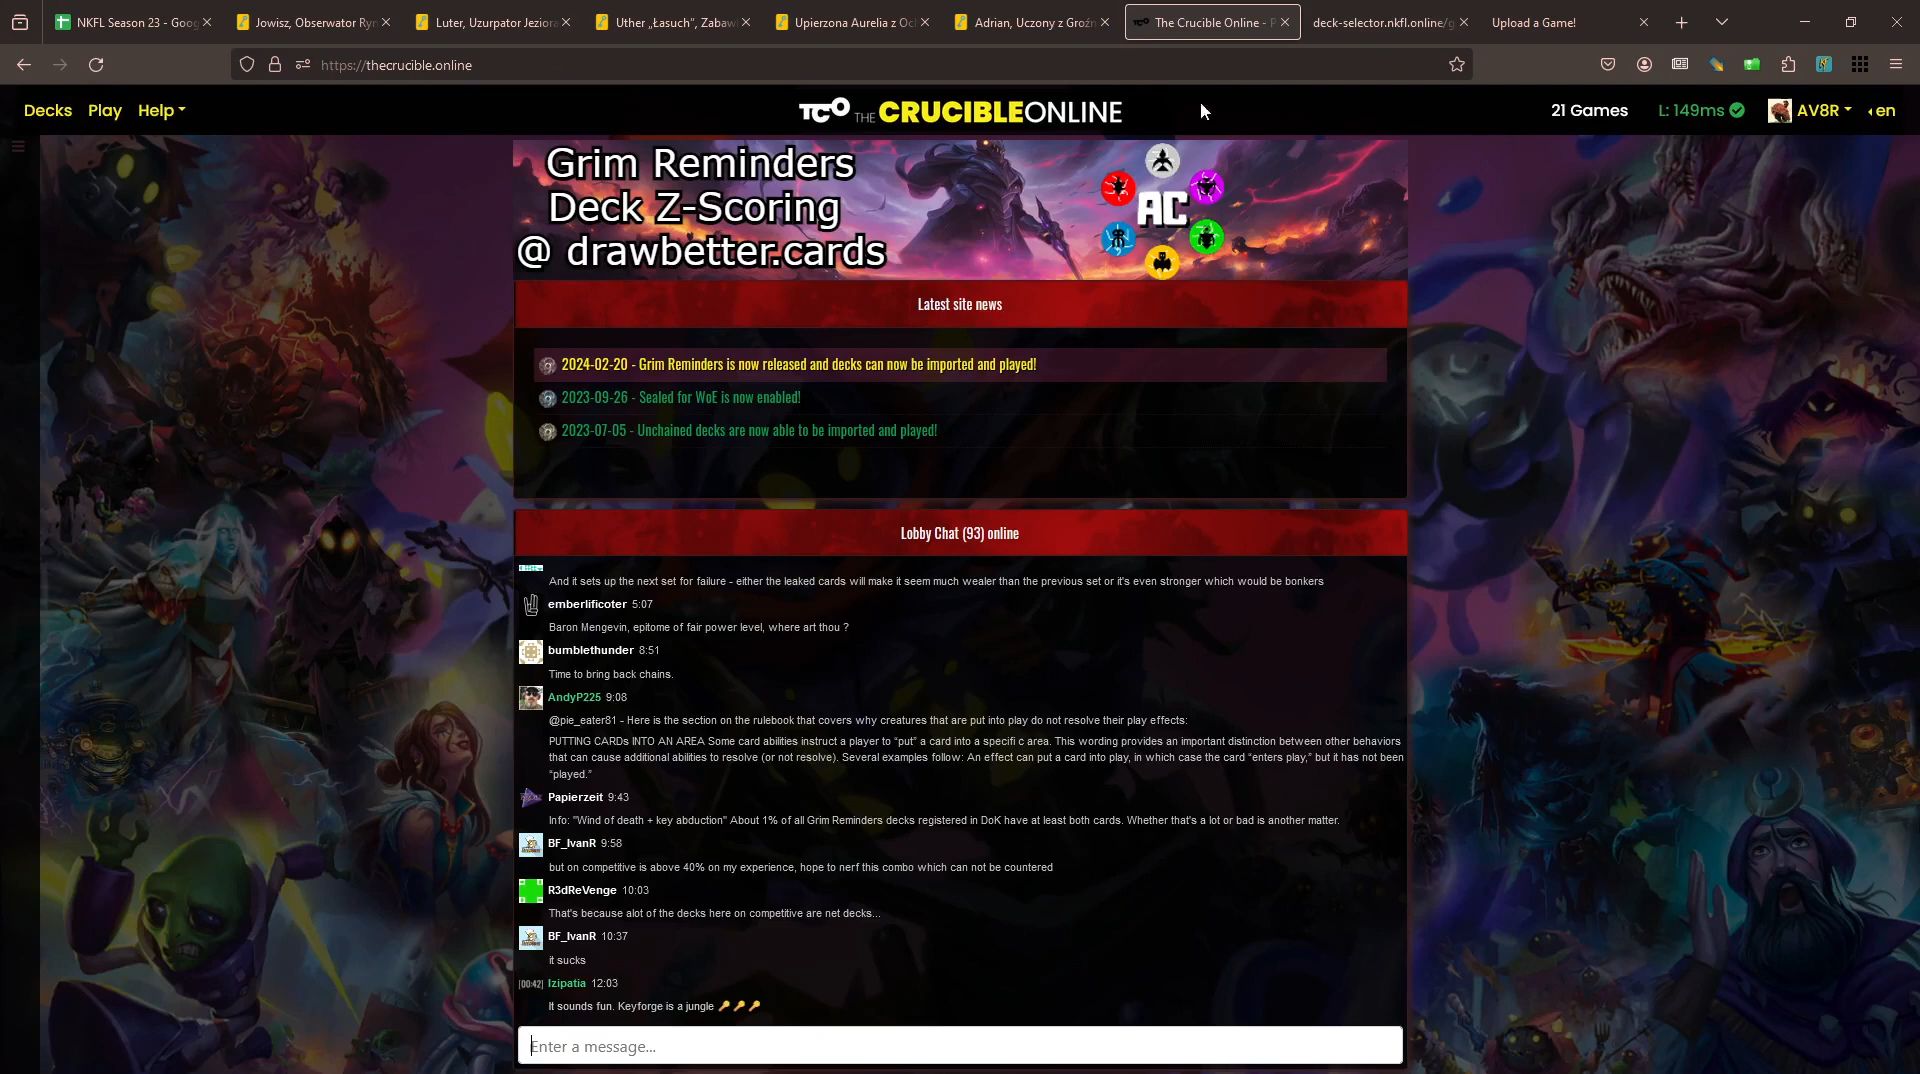 NKFL Season 23 - Goog
Jowisz, Obserwator Ryn
Luter, Uzurpator Jeziora
Uther „Łasuch”, Zabawi
Upierzona Aurelia z Och
Adrian, Uczony z Groźn
The Crucible Online - P
deck-selector.nkfl.online/g
Upload a Game!
https://thecrucible.online
Decks Play Help
TCO THE CRUCIBLE ONLINE
21 Games L: 149ms AV8R en
Grim Reminders
Deck Z-Scoring
@ drawbetter.cards
AC
Latest site news
2024-02-20 - Grim Reminders is now released and decks can now be imported and played!
2023-09-26 - Sealed for WoE is now enabled!
2023-07-05 - Unchained decks are now able to be imported and played!
Lobby Chat (93) online
And it sets up the next set for failure - either the leaked cards will make it seem much wealer than the previous set or it's even stronger which would be bonkers
emberlificoter 5:07
Baron Mengevin, epitome of fair power level, where art thou ?
bumblethunder 8:51
Time to bring back chains.
AndyP225 9:08
@pie_eater81 - Here is the section on the rulebook that covers why creatures that are put into play do not resolve their play effects:
PUTTING CARDs INTO AN AREA Some card abilities instruct a player to “put” a card into a specifi c area. This wording provides an important distinction between other behaviors
that can cause additional abilities to resolve (or not resolve). Several examples follow: An effect can put a card into play, in which case the card “enters play,” but it has not been
“played.”
Papierzeit 9:43
Info: "Wind of death + key abduction" About 1% of all Grim Reminders decks registered in DoK have at least both cards. Whether that's a lot or bad is another matter.
BF_IvanR 9:58
but on competitive is above 40% on my experience, hope to nerf this combo which can not be countered
R3dReVenge 10:03
That's because alot of the decks here on competitive are net decks...
BF_IvanR 10:37
it sucks
[00:42] Izipatia 12:03
It sounds fun. Keyforge is a jungle 🔑 🔑 🔑
Enter a message...